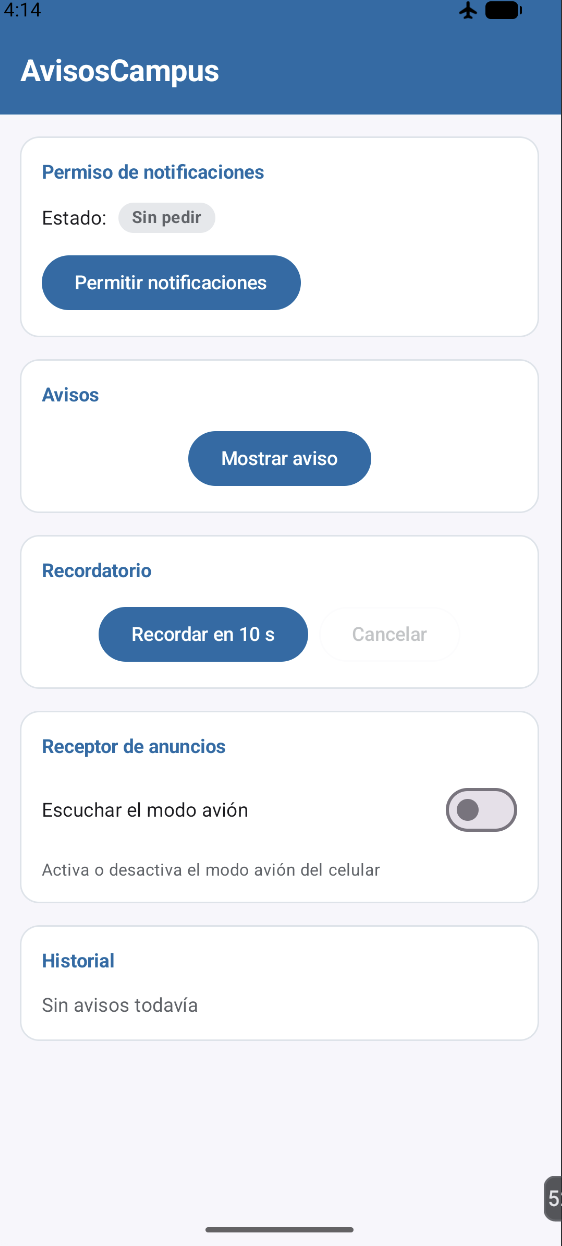 4:14
AvisosCampus
Permiso de notificaciones
Estado: Sin pedir
Permitir notificaciones
Avisos
Mostrar aviso
Recordatorio
Recordar en 10 s Cancelar
Receptor de anuncios
Escuchar el modo avión
Activa o desactiva el modo avión del celular
Historial
Sin avisos todavía